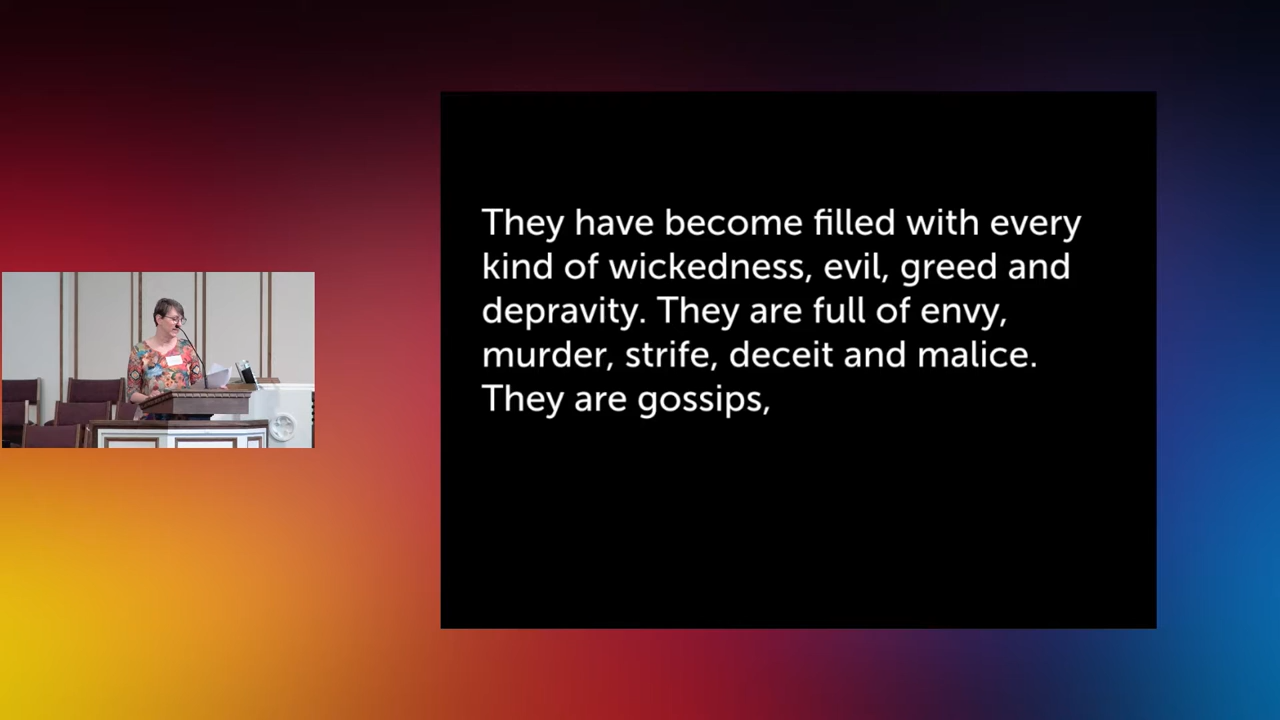 They have become filled with every
kind of wickedness, evil, greed and
depravity. They are full of envy,
murder, strife, deceit and malice.
They are gossips,